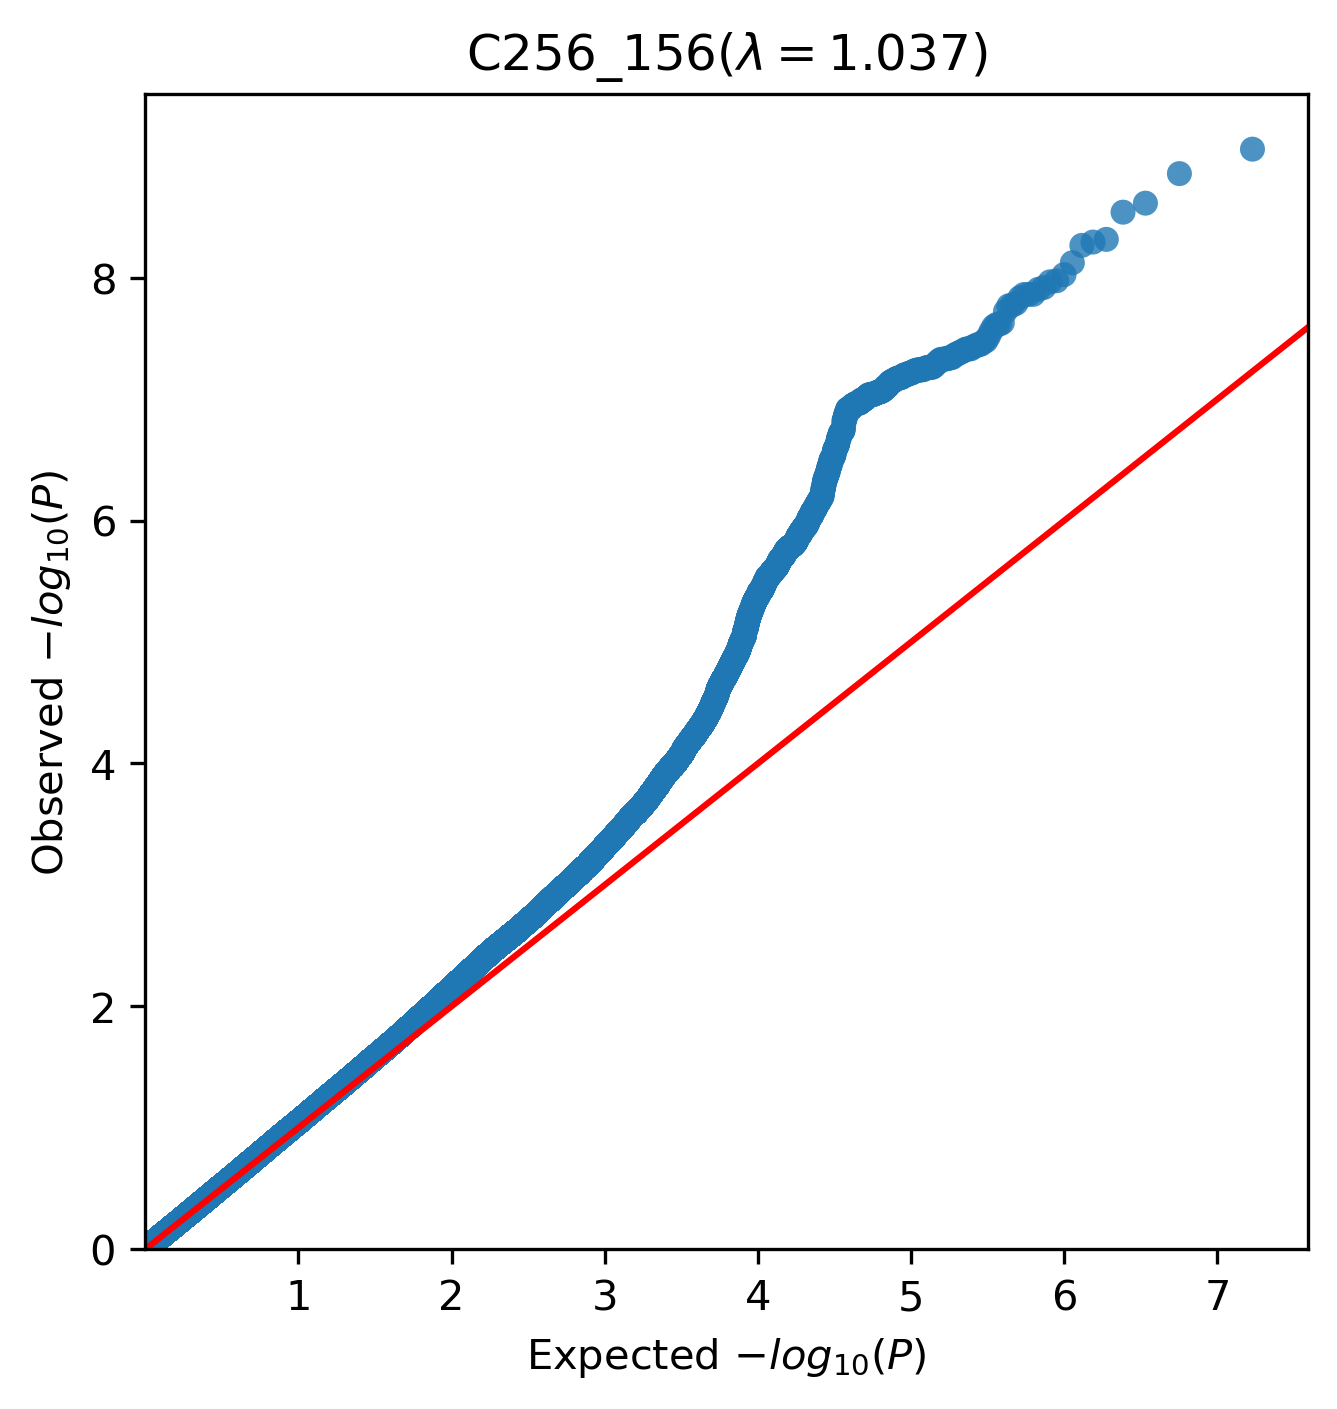 C256_156(λ = 1.037)
Observed −log₁₀(P)
8
6
4
2
0
1 2 3 4 5 6 7
Expected −log₁₀(P)